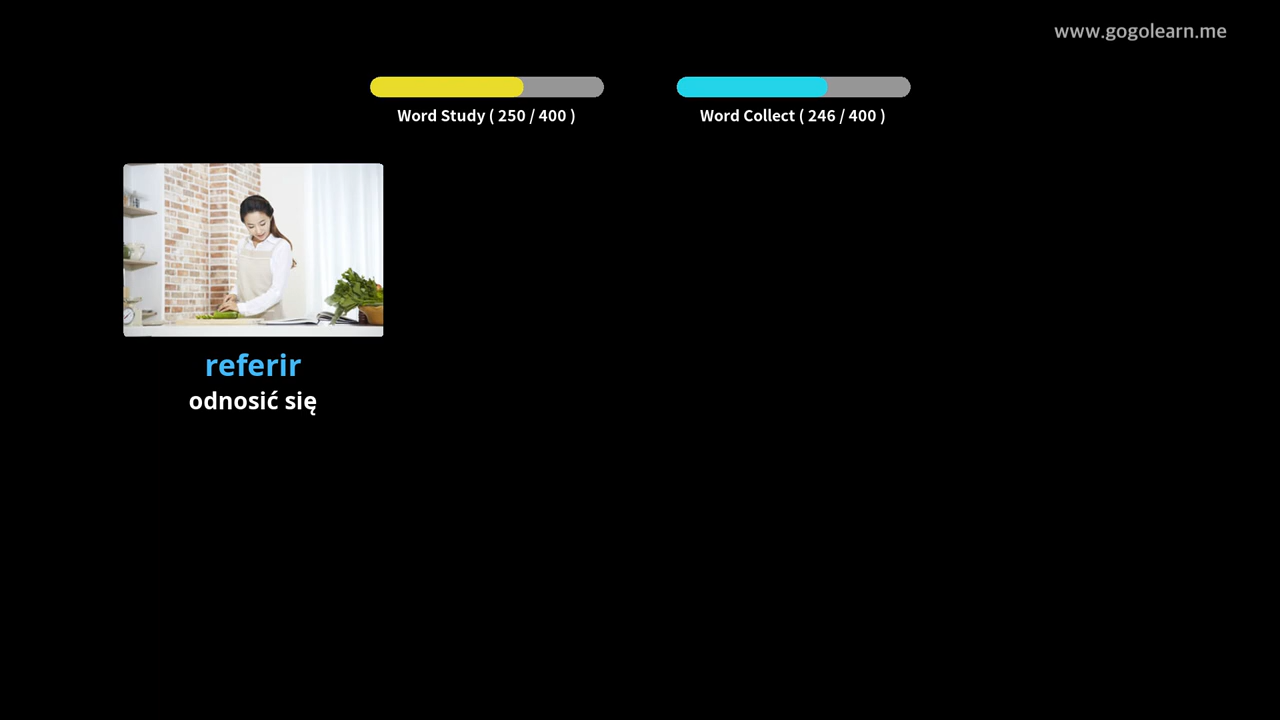 www.gogolearn.me
Word Study ( 250 / 400 )
Word Collect ( 246 / 400 )
referir
odnosić się